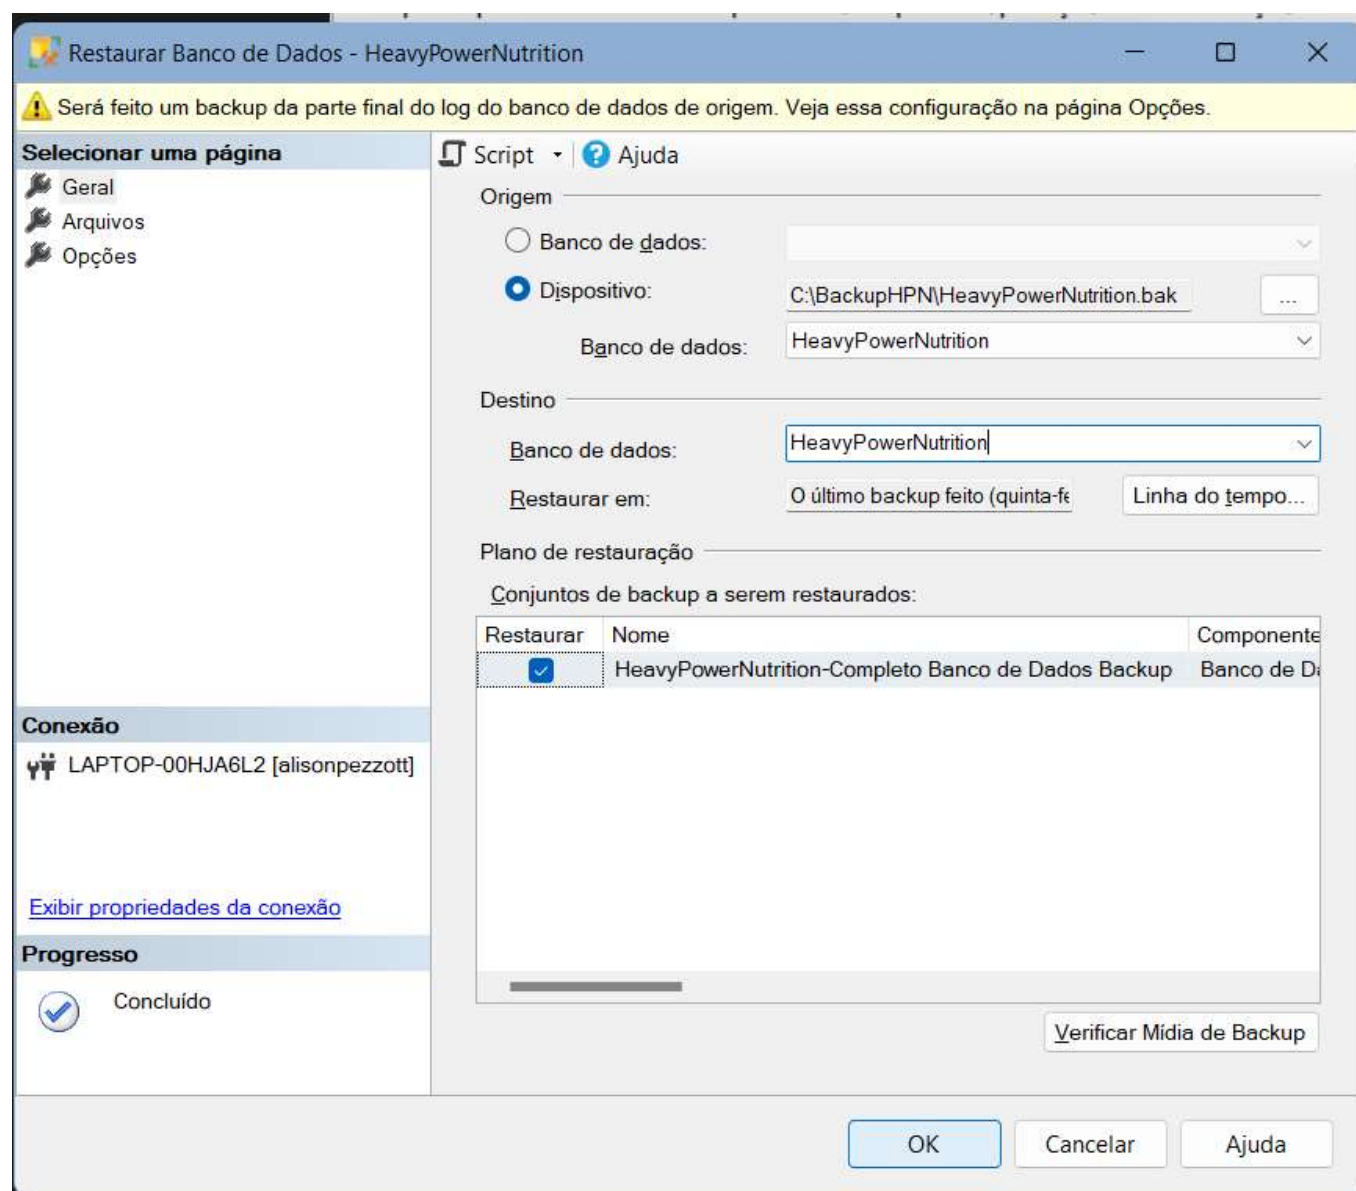 Restaurar Banco de Dados - HeavyPowerNutrition
Será feito um backup da parte final do log do banco de dados de origem. Veja essa configuração na página Opções.
Selecionar uma página
Geral
Arquivos
Opções
Script
Ajuda
Origem
Banco de dados:
Dispositivo:
C:\BackupHPN\HeavyPowerNutrition.bak
...
Banco de dados:
HeavyPowerNutrition
Destino
Banco de dados:
HeavyPowerNutrition
Restaurar em:
O último backup feito (quinta-fe
Linha do tempo...
Plano de restauração
Conjuntos de backup a serem restaurados:
Restaurar Nome Componente
HeavyPowerNutrition-Completo Banco de Dados Backup Banco de Da
Conexão
LAPTOP-00HJA6L2 [alisonpezzott]
Exibir propriedades da conexão
Progresso
Concluído
Verificar Mídia de Backup
OK
Cancelar
Ajuda